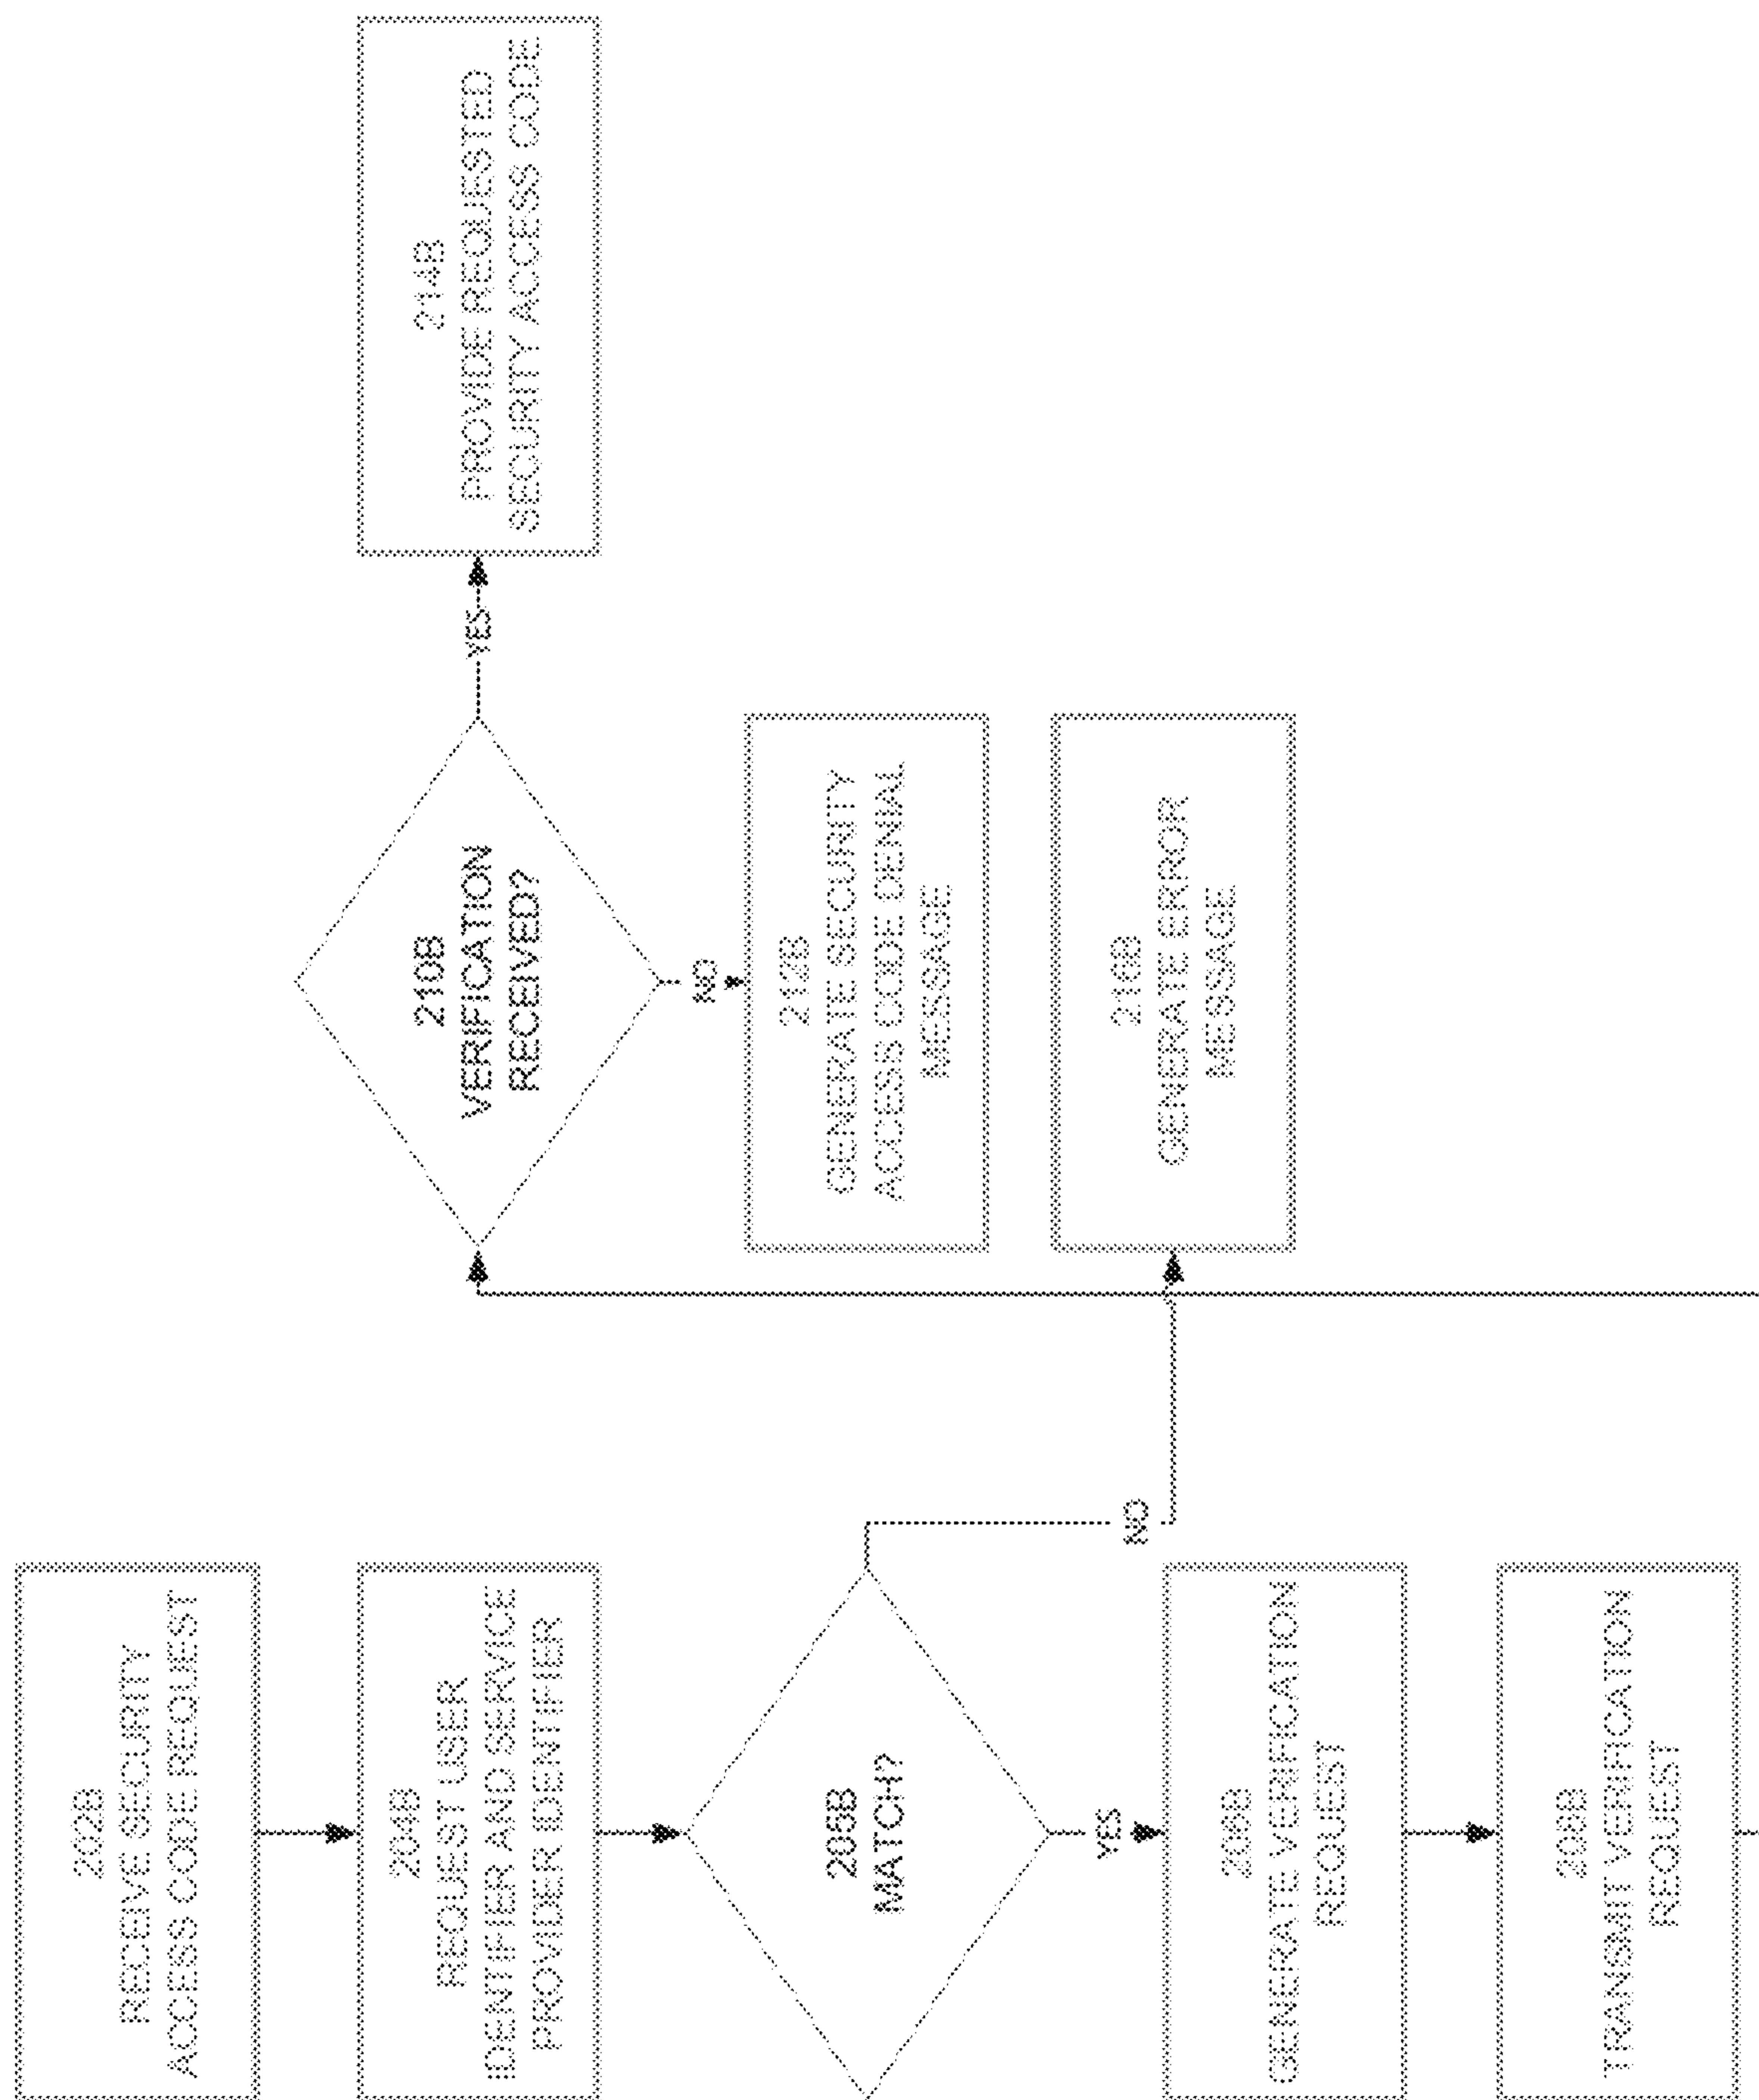 202B
RECEIVE SECURITY
ACCESS CODE REQUEST
204B
REQUEST USER
IDENTIFIER AND SERVICE
PROVIDER IDENTIFIER
205B
MATCH?
YES
NO
206B
GENERATE VERIFICATION
REQUEST
208B
TRANSMIT VERIFICATION
REQUEST
210B
VERIFICATION
RECEIVED?
YES
NO
212B
GENERATE SECURITY
ACCESS CODE DENIAL
MESSAGE
216B
GENERATE ERROR
MESSAGE
214B
PROVIDE REQUESTED
SECURITY ACCESS CODE